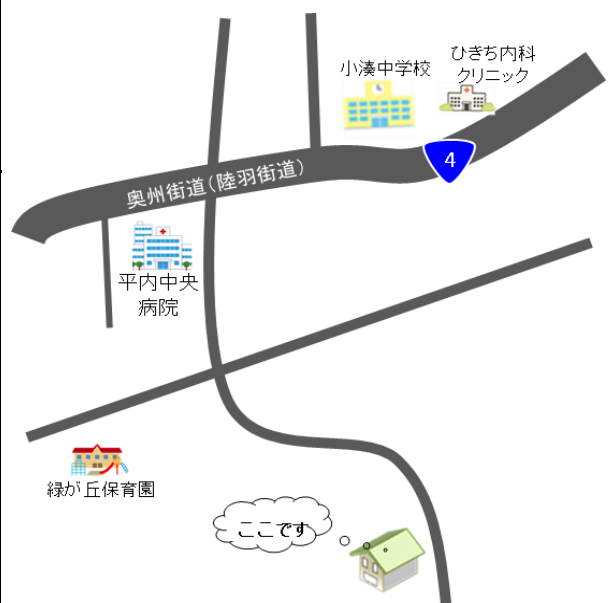 小湊中学校
ひきち内科
クリニック
4
奥州街道（陸羽街道）
平内中央
病院
緑が丘保育園
ここです